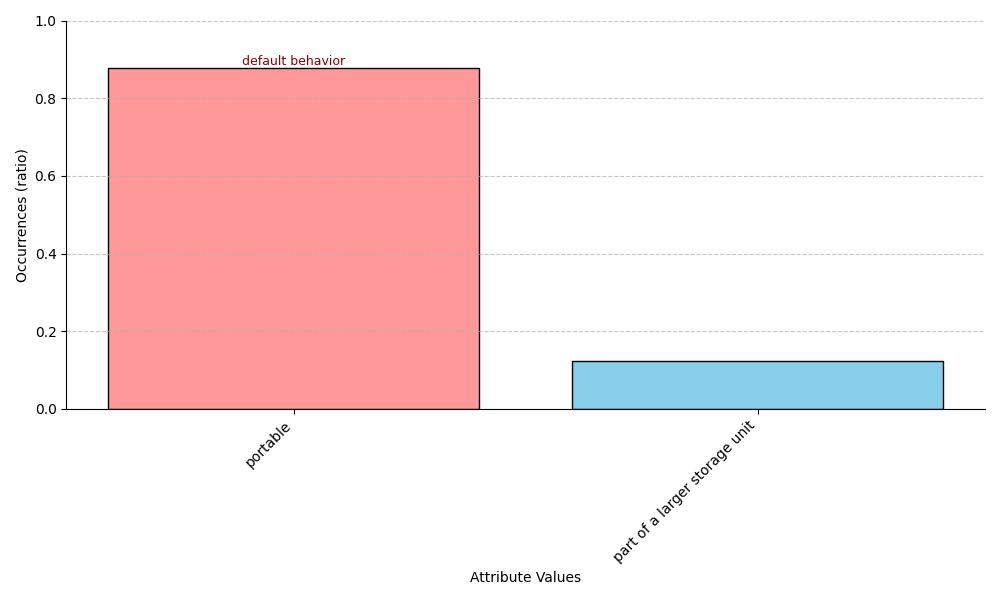 1.0
default behavior
0.8
0.6
0.4
0.2
0.0
Occurrences (ratio)
portable
part of a larger storage unit
Attribute Values